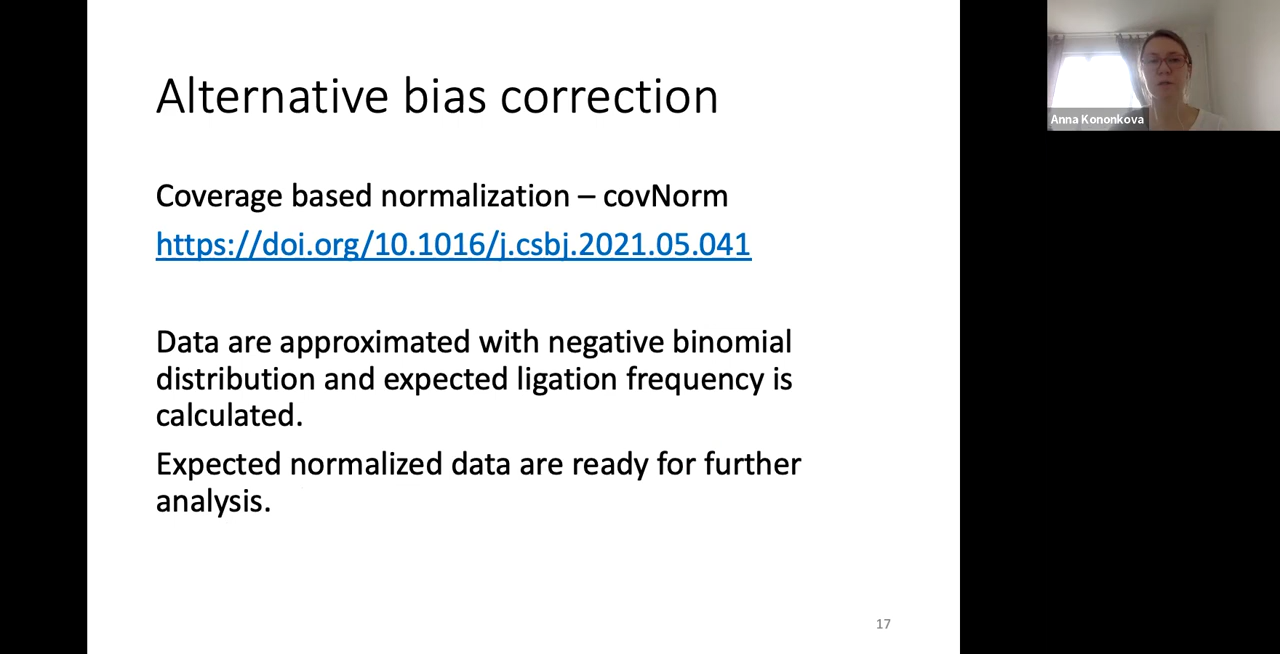 Alternative bias correction
Coverage based normalization – covNorm
https://doi.org/10.1016/j.csbj.2021.05.041
Data are approximated with negative binomial
distribution and expected ligation frequency is
calculated.
Expected normalized data are ready for further
analysis.
17
Anna Kononkova